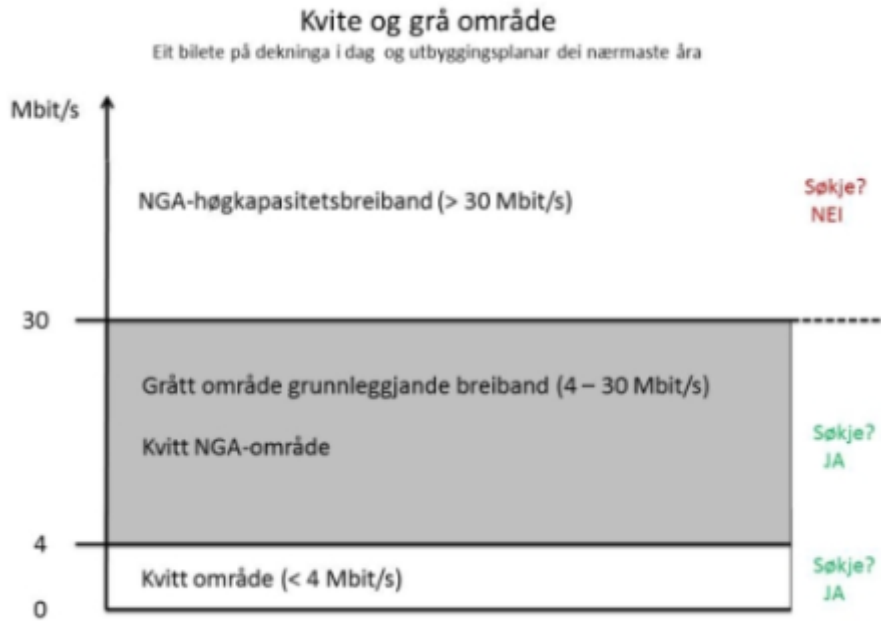 Kvite og grå område
Eit bilete på dekninga i dag og utbyggingsplanar dei nærmaste åra
Mbit/s
NGA-høgkapasitetsbreiband (> 30 Mbit/s)
Søkje?
NEI
30
Grått område grunnleggjande breiband (4 – 30 Mbit/s)
Kvitt NGA-område
Søkje?
JA
4
Kvitt område (< 4 Mbit/s)
Søkje?
JA
0